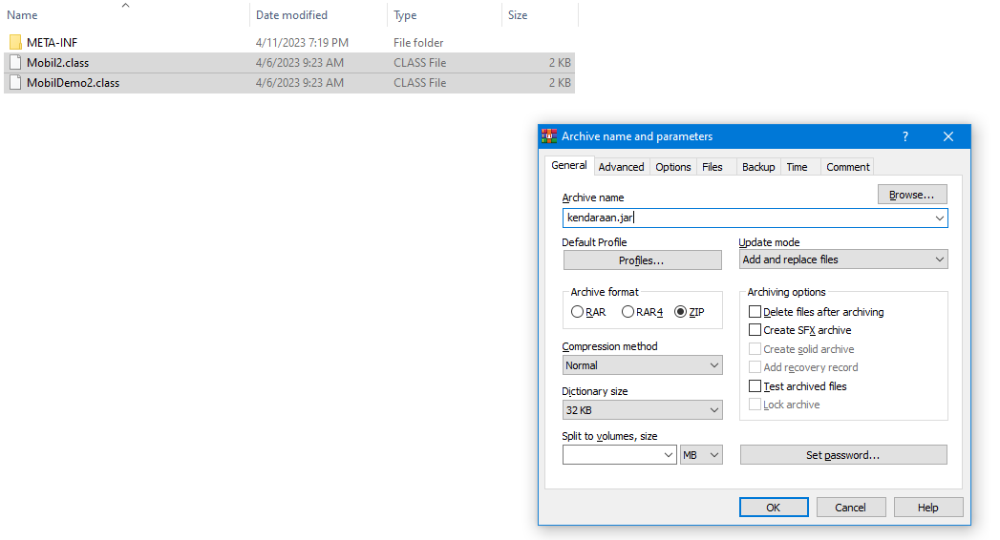 Name Date modified Type Size
META-INF 4/11/2023 7:19 PM File folder
Mobil2.class 4/6/2023 9:23 AM CLASS File 2 KB
MobilDemo2.class 4/6/2023 9:23 AM CLASS File 2 KB
Archive name and parameters ?
General Advanced Options Files Backup Time Comment
Archive name Browse...
kendaraan.jar
Default Profile Update mode
Profiles... Add and replace files
Archive format Archiving options
RAR RAR4 ZIP Delete files after archiving
Create SFX archive
Compression method Create solid archive
Normal Add recovery record
Dictionary size Test archived files
32 KB Lock archive
Split to volumes, size
MB Set password...
OK Cancel Help